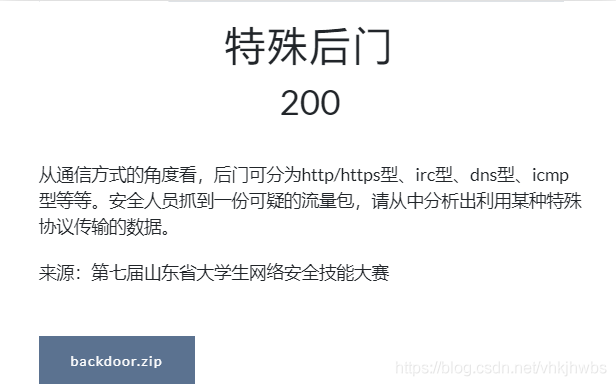 特殊后门
200
从通信方式的角度看，后门可分为http/https型、irc型、dns型、icmp
型等等。安全人员抓到一份可疑的流量包，请从中分析出利用某种特殊
协议传输的数据。
来源：第七届山东省大学生网络安全技能大赛
backdoor.zip
https://blog.csdn.net/vhkjhwbs